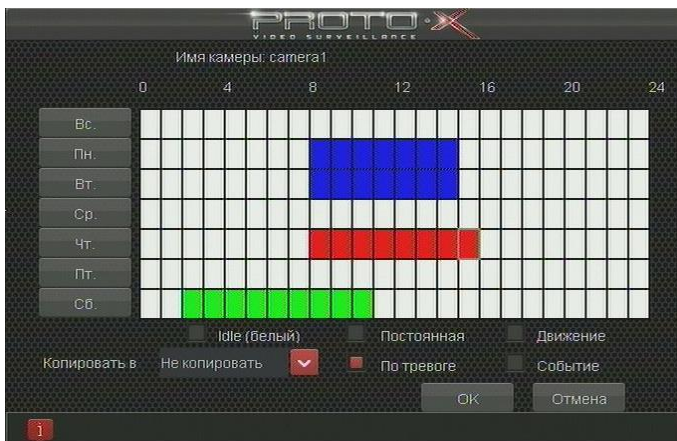 PROTO-X
VIDEO SURVEILLANCE
Имя камеры: camera1
0 4 8 12 16 20 24
Вс.
Пн.
Вт.
Ср.
Чт.
Пт.
Сб.
Idle (белый) Постоянная Движение
Копировать в Не копировать По тревоге Событие
OK Отмена
i